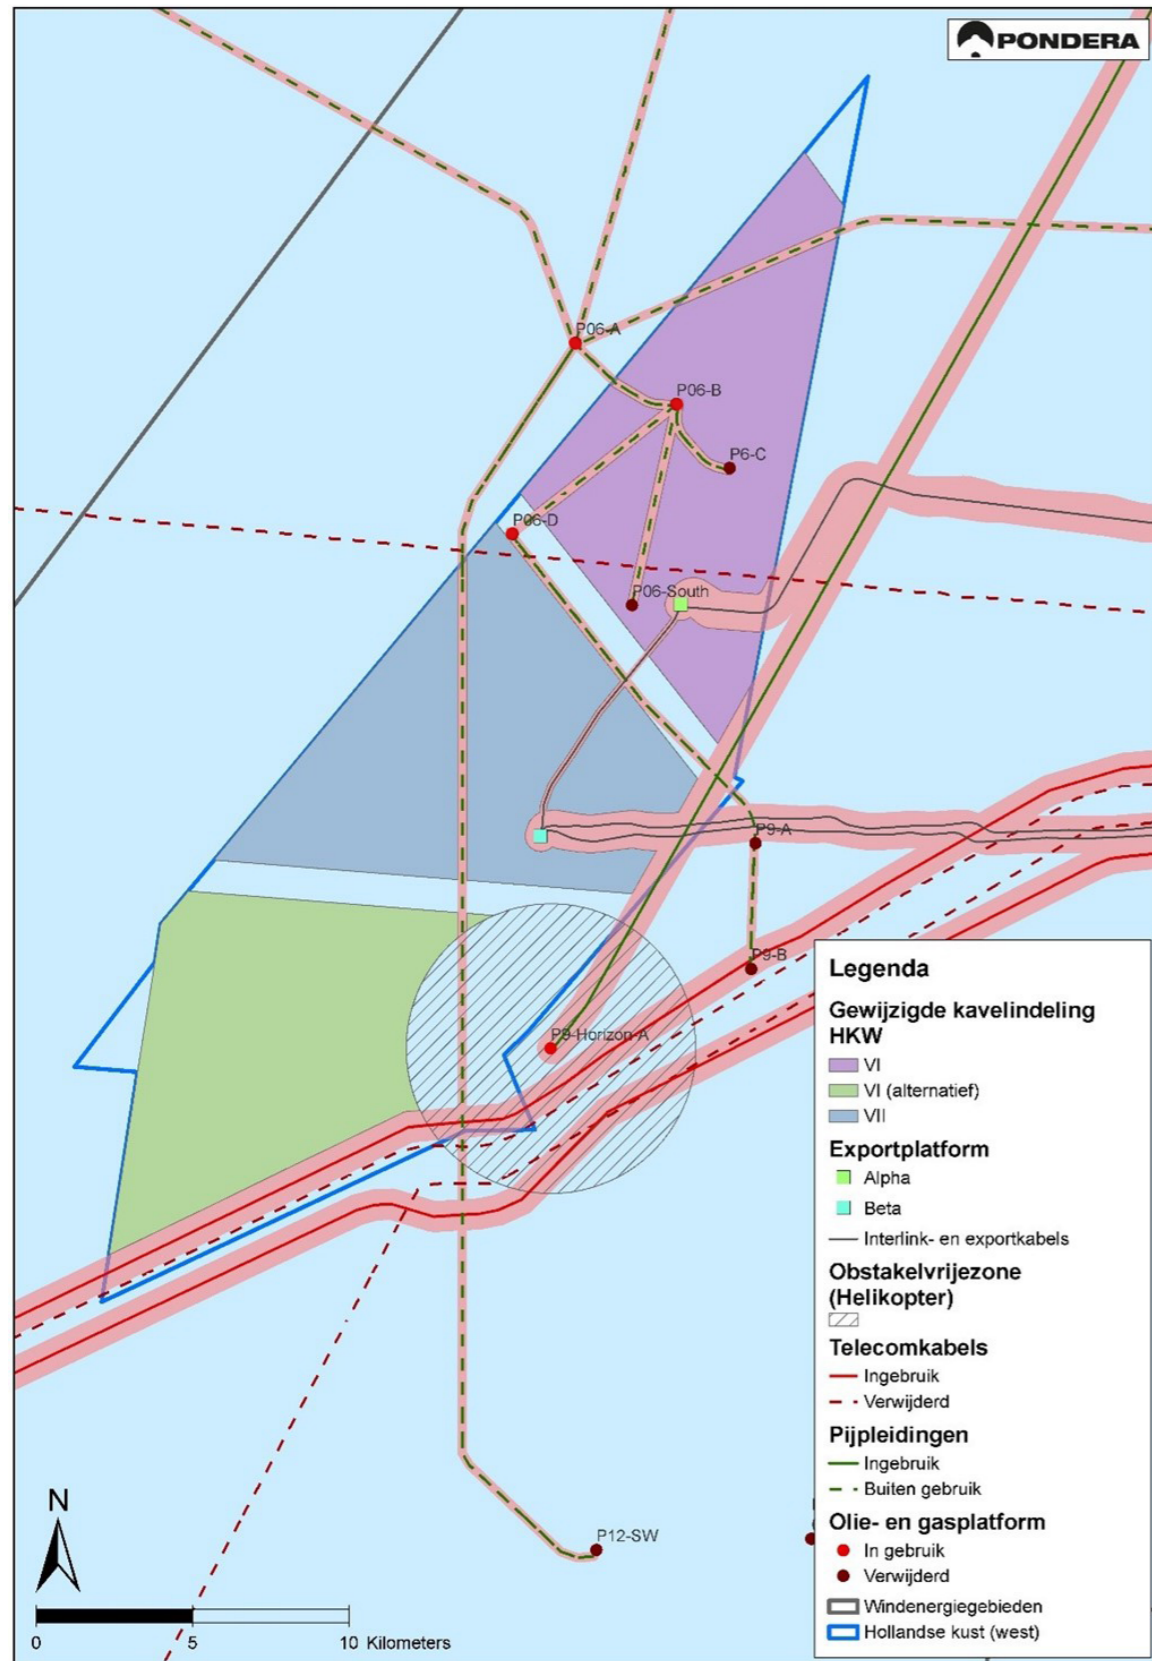 PONDERA
P06-A
P06-B
P6-C
P06-D
P06-South
P9-A
P9-B
P9-Horizon-A
P12-SW
N
0 5 10 Kilometers
Legenda
Gewijzigde kavelindeling
HKW
VI
VI (alternatief)
VII
Exportplatform
Alpha
Beta
Interlink- en exportkabels
Obstakelvrijezone
(Helikopter)
Telecomkabels
Ingebruik
Verwijderd
Pijpleidingen
Ingebruik
Buiten gebruik
Olie- en gasplatform
In gebruik
Verwijderd
Windenergiegebieden
Hollandse kust (west)